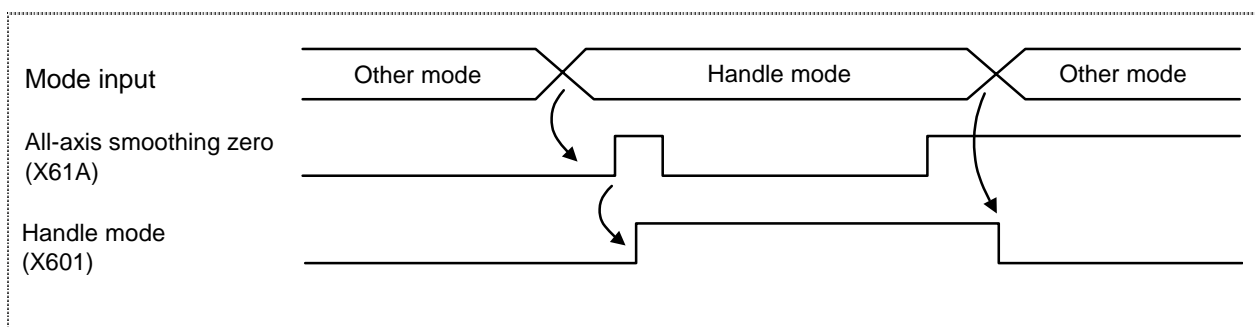 Mode input
Other mode
Handle mode
Other mode
All-axis smoothing zero
(X61A)
Handle mode
(X601)